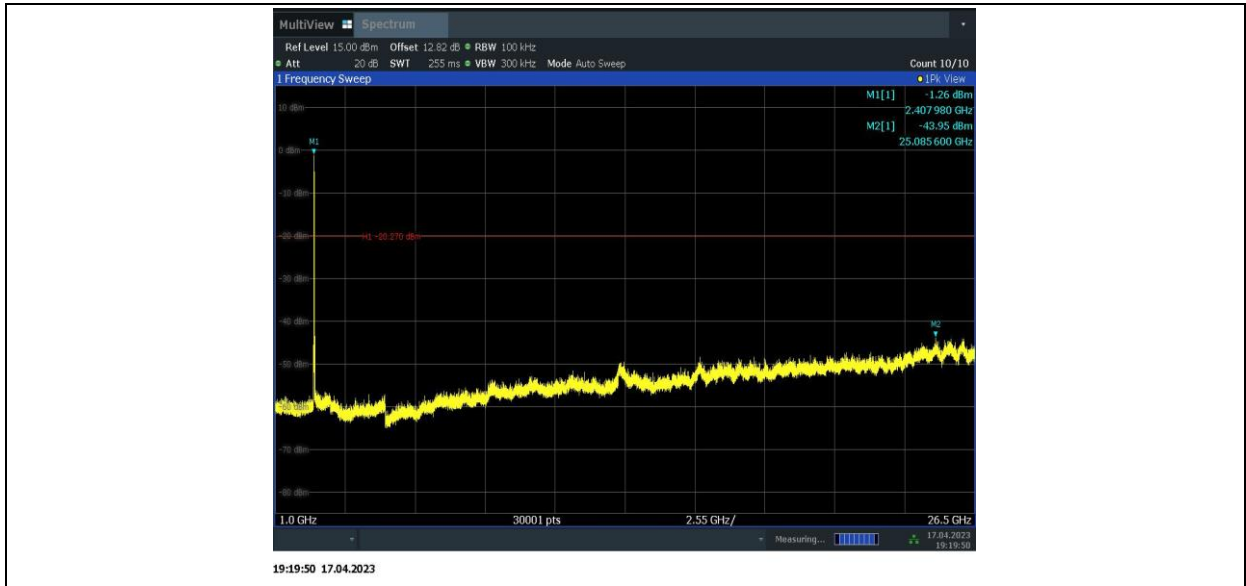 MultiView Spectrum
Ref Level 15.00 dBm Offset 12.82 dB RBW 100 kHz
Att 20 dB SWT 255 ms VBW 300 kHz Mode Auto Sweep Count 10/10
1 Frequency Sweep 1Pk View
M1[1] -1.26 dBm
10 dBm
2.407 980 GHz
M2[1] -43.95 dBm
M1
25.085 600 GHz
0 dBm
-10 dBm
-20 dBm H1 -20.270 dBm
-30 dBm
-40 dBm
M2
-50 dBm
-60 dBm
-70 dBm
-80 dBm
1.0 GHz 30001 pts 2.55 GHz/ 26.5 GHz
Measuring... 17.04.2023
19:19:50
19:19:50 17.04.2023